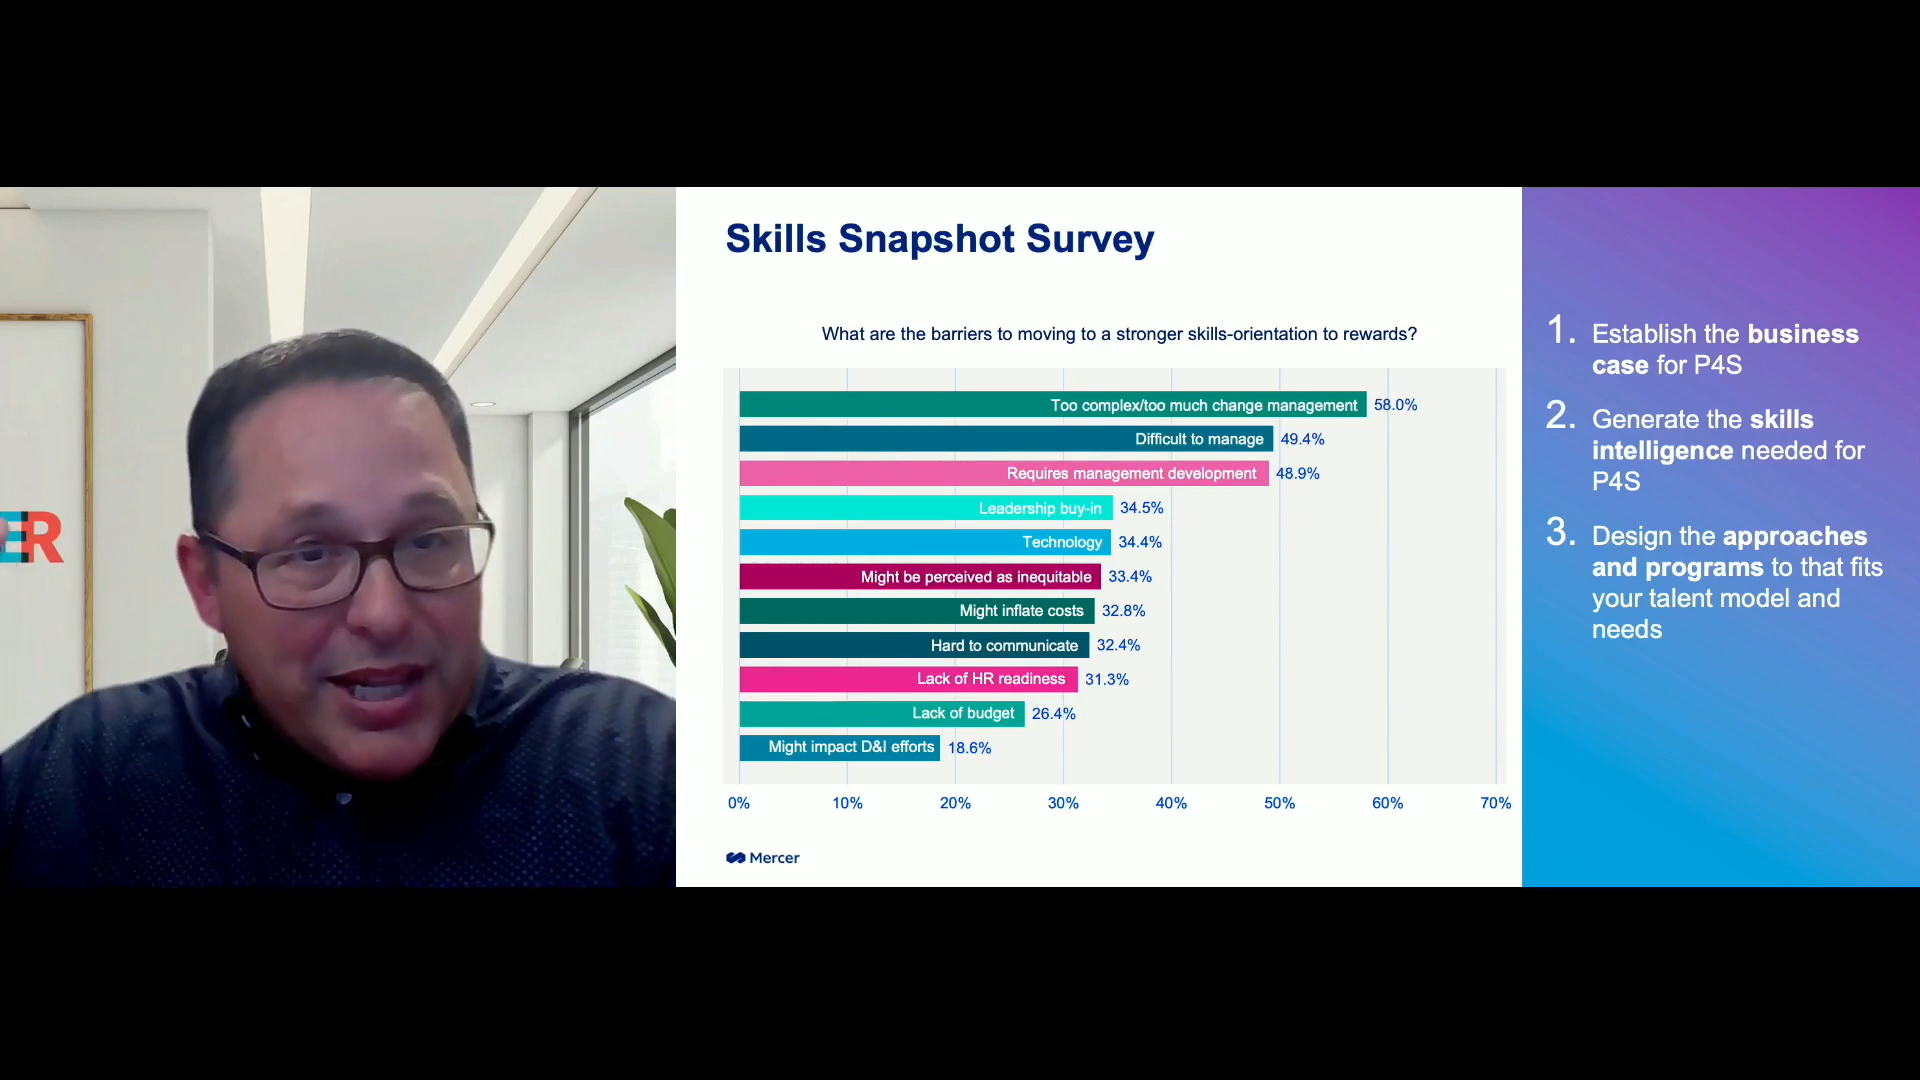 ER
Skills Snapshot Survey
What are the barriers to moving to a stronger skills-orientation to rewards?
Too complex/too much change management 58.0%
Difficult to manage 49.4%
Requires management development 48.9%
Leadership buy-in 34.5%
Technology 34.4%
Might be perceived as inequitable 33.4%
Might inflate costs 32.8%
Hard to communicate 32.4%
Lack of HR readiness 31.3%
Lack of budget 26.4%
Might impact D&I efforts 18.6%
0% 10% 20% 30% 40% 50% 60% 70%
Mercer
1. Establish the business
case for P4S
2. Generate the skills
intelligence needed for
P4S
3. Design the approaches
and programs to that fits
your talent model and
needs